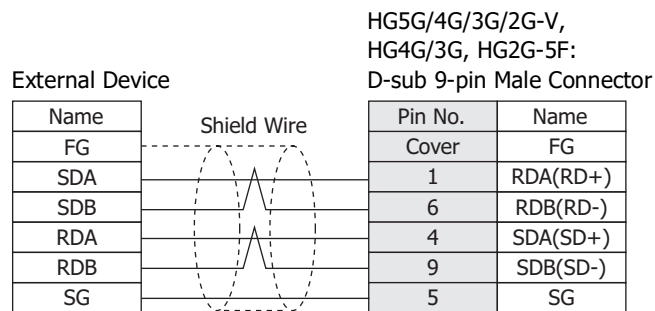 HG5G/4G/3G/2G-V,
HG4G/3G, HG2G-5F:
External Device D-sub 9-pin Male Connector
Name Shield Wire Pin No. Name
FG Cover FG
SDA 1 RDA(RD+)
SDB 6 RDB(RD-)
RDA 4 SDA(SD+)
RDB 9 SDB(SD-)
SG 5 SG